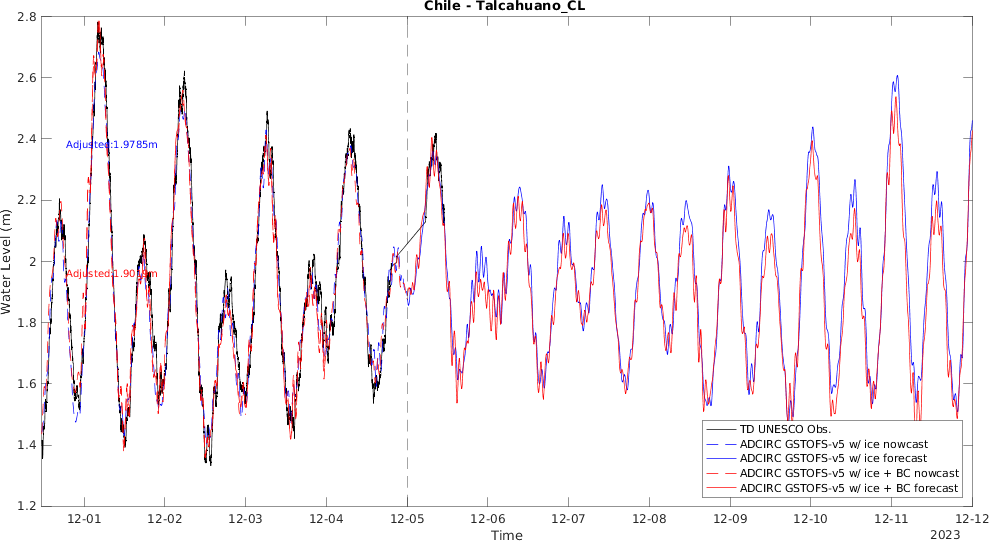 Chile - Talcahuano_CL
Water Level (m)
2.8
2.6
2.4
2.2
2
1.8
1.6
1.4
1.2
Adjusted:1.9785m
TD UNESCO Obs.
ADCIRC GSTOFS-v5 w/ ice nowcast
ADCIRC GSTOFS-v5 w/ ice forecast
ADCIRC GSTOFS-v5 w/ ice + BC nowcast
ADCIRC GSTOFS-v5 w/ ice + BC forecast
12-01 12-02 12-03 12-04 12-05 12-06 12-07 12-08 12-09 12-10 12-11 12-12
Time
2023